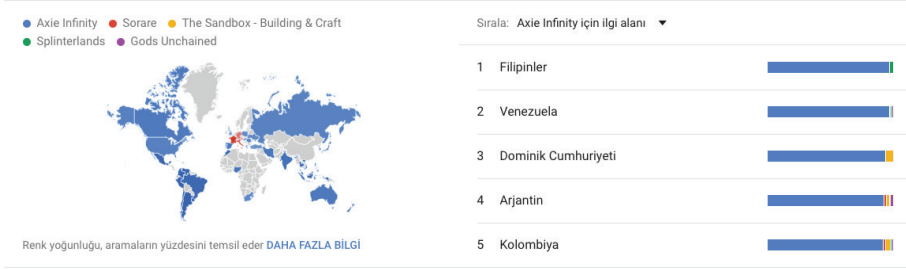 Axie Infinity Sorare The Sandbox - Building & Craft
Splinterlands Gods Unchained
Renk yoğunluğu, aramaların yüzdesini temsil eder DAHA FAZLA BİLGİ
Sırala: Axie Infinity için ilgi alanı
1 Filipinler
2 Venezuela
3 Dominik Cumhuriyeti
4 Arjantin
5 Kolombiya